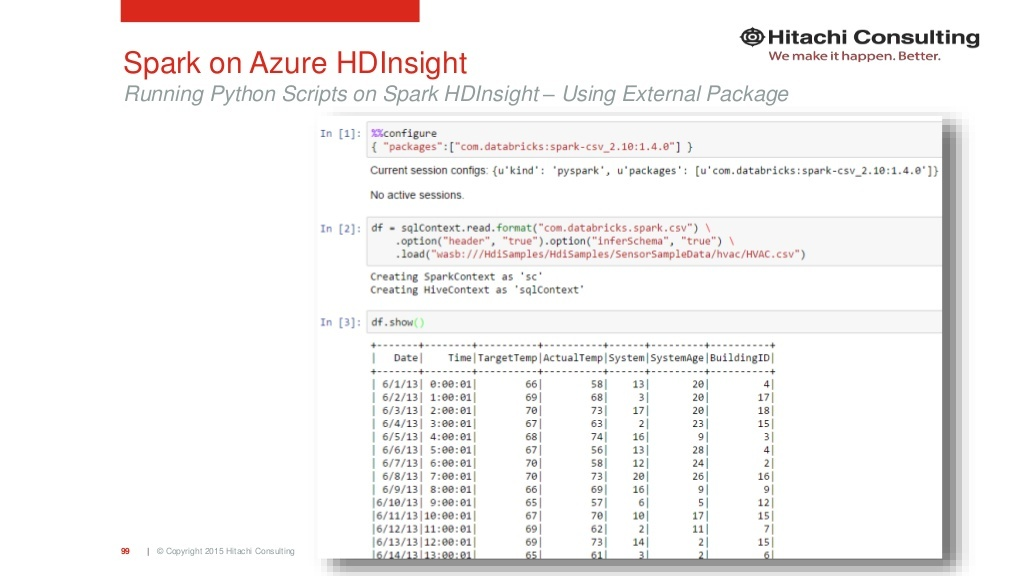 Hitachi Consulting
We make it happen. Better.
Spark on Azure HDInsight
Running Python Scripts on Spark HDInsight – Using External Package
In [1]: %%configure
{ "packages":["com.databricks:spark-csv_2.10:1.4.0"] }
Current session configs: {u'kind': 'pyspark', u'packages': [u'com.databricks:spark-csv_2.10:1.4.0']}
No active sessions.
In [2]: df = sqlContext.read.format("com.databricks.spark.csv") \
.option("header", "true").option("inferSchema", "true") \
.load("wasb:///HdiSamples/HdiSamples/SensorSampleData/hvac/HVAC.csv")
Creating SparkContext as 'sc'
Creating HiveContext as 'sqlContext'
In [3]: df.show()
+-------+--------+----------+----------+------+---------+----------+
|   Date|    Time|TargetTemp|ActualTemp|System|SystemAge|BuildingID|
+-------+--------+----------+----------+------+---------+----------+
| 6/1/13| 0:00:01|        66|        58|    13|       20|         4|
| 6/2/13| 1:00:01|        69|        68|     3|       20|        17|
| 6/3/13| 2:00:01|        70|        73|    17|       20|        18|
| 6/4/13| 3:00:01|        67|        63|     2|       23|        15|
| 6/5/13| 4:00:01|        68|        74|    16|        9|         3|
| 6/6/13| 5:00:01|        67|        56|    13|       28|         4|
| 6/7/13| 6:00:01|        70|        58|    12|       24|         2|
| 6/8/13| 7:00:01|        70|        73|    20|       26|        16|
| 6/9/13| 8:00:01|        66|        69|    16|        9|         9|
|6/10/13| 9:00:01|        65|        57|     6|        5|        12|
|6/11/13|10:00:01|        67|        70|    10|       17|        15|
|6/12/13|11:00:01|        69|        62|     2|       11|         7|
|6/13/13|12:00:01|        69|        73|    14|        2|        15|
|6/14/13|13:00:01|        65|        61|     3|        2|         6|
99 | © Copyright 2015 Hitachi Consulting